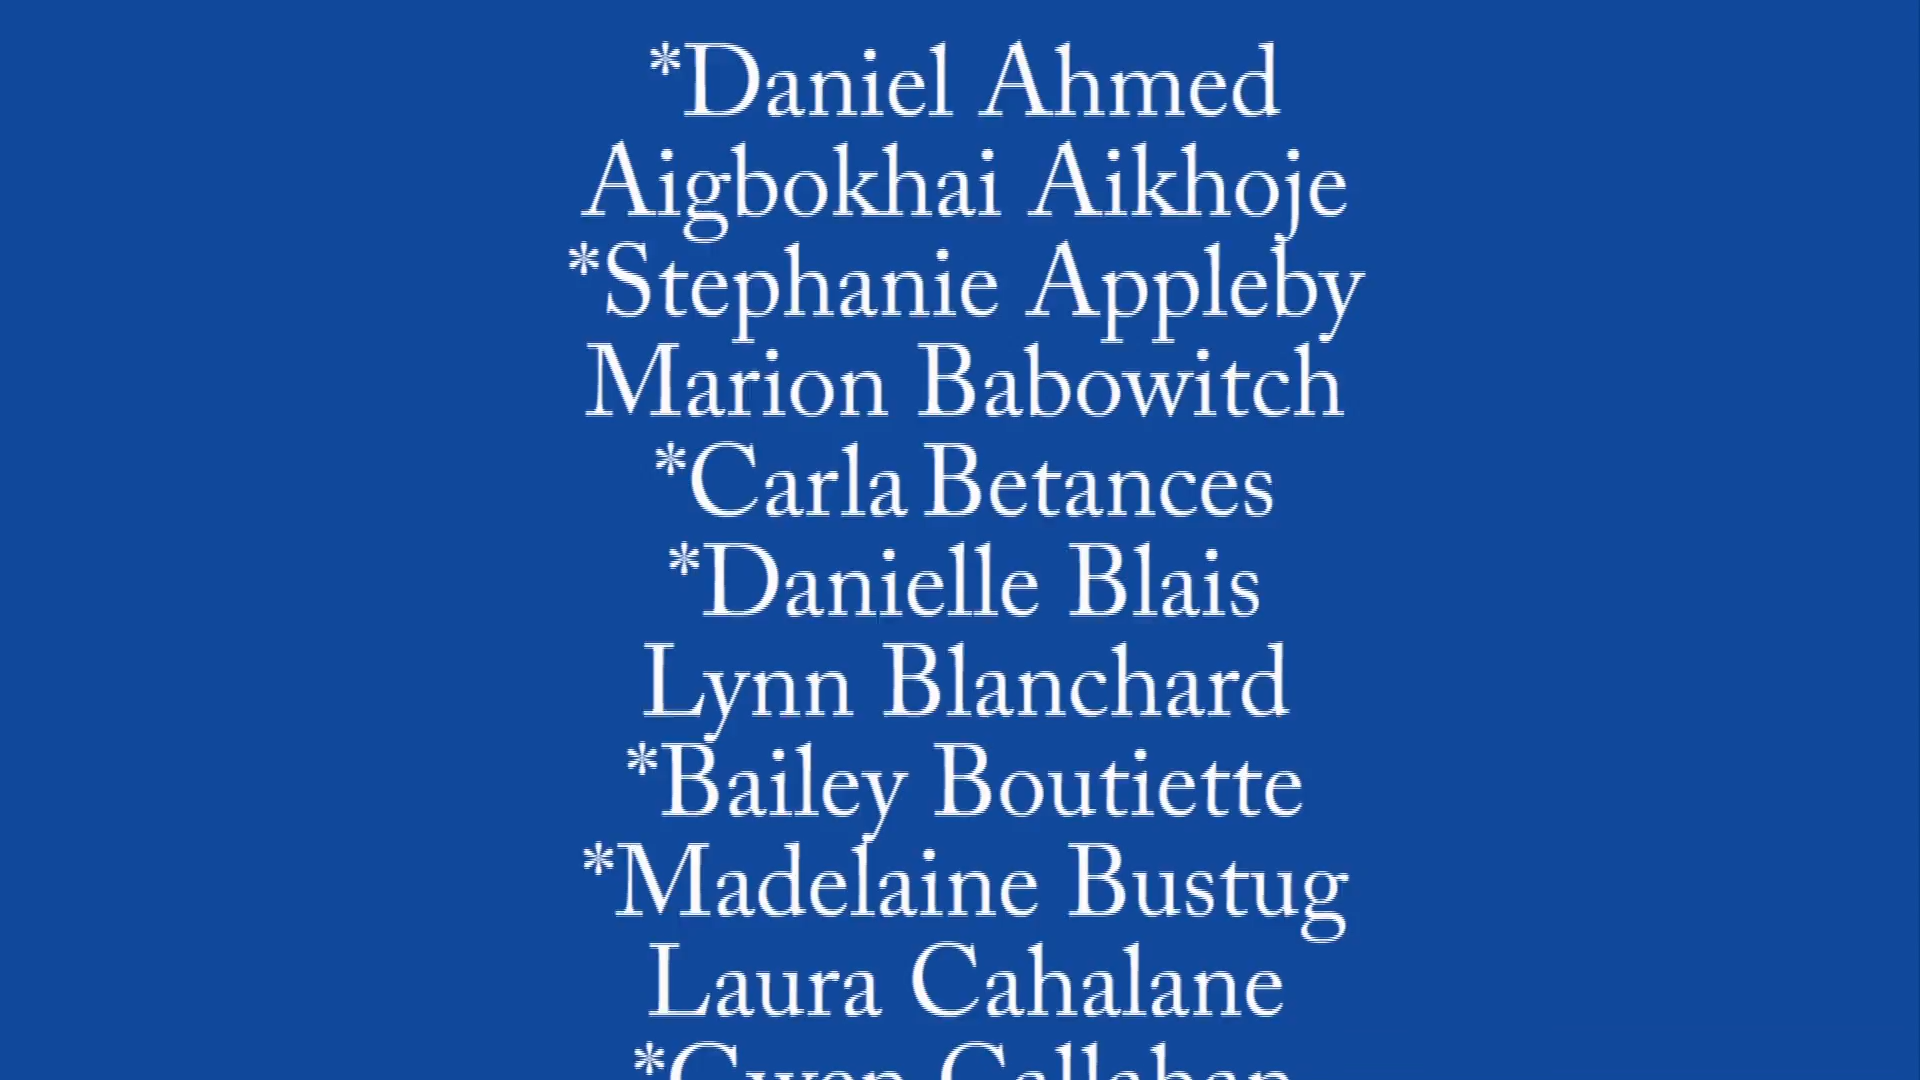 *Daniel Ahmed
Aigbokhai Aikhoje
*Stephanie Appleby
Marion Babowitch
*Carla Betances
*Danielle Blais
Lynn Blanchard
*Bailey Boutiette
*Madelaine Bustug
Laura Cahalane
*Gwen Callahan